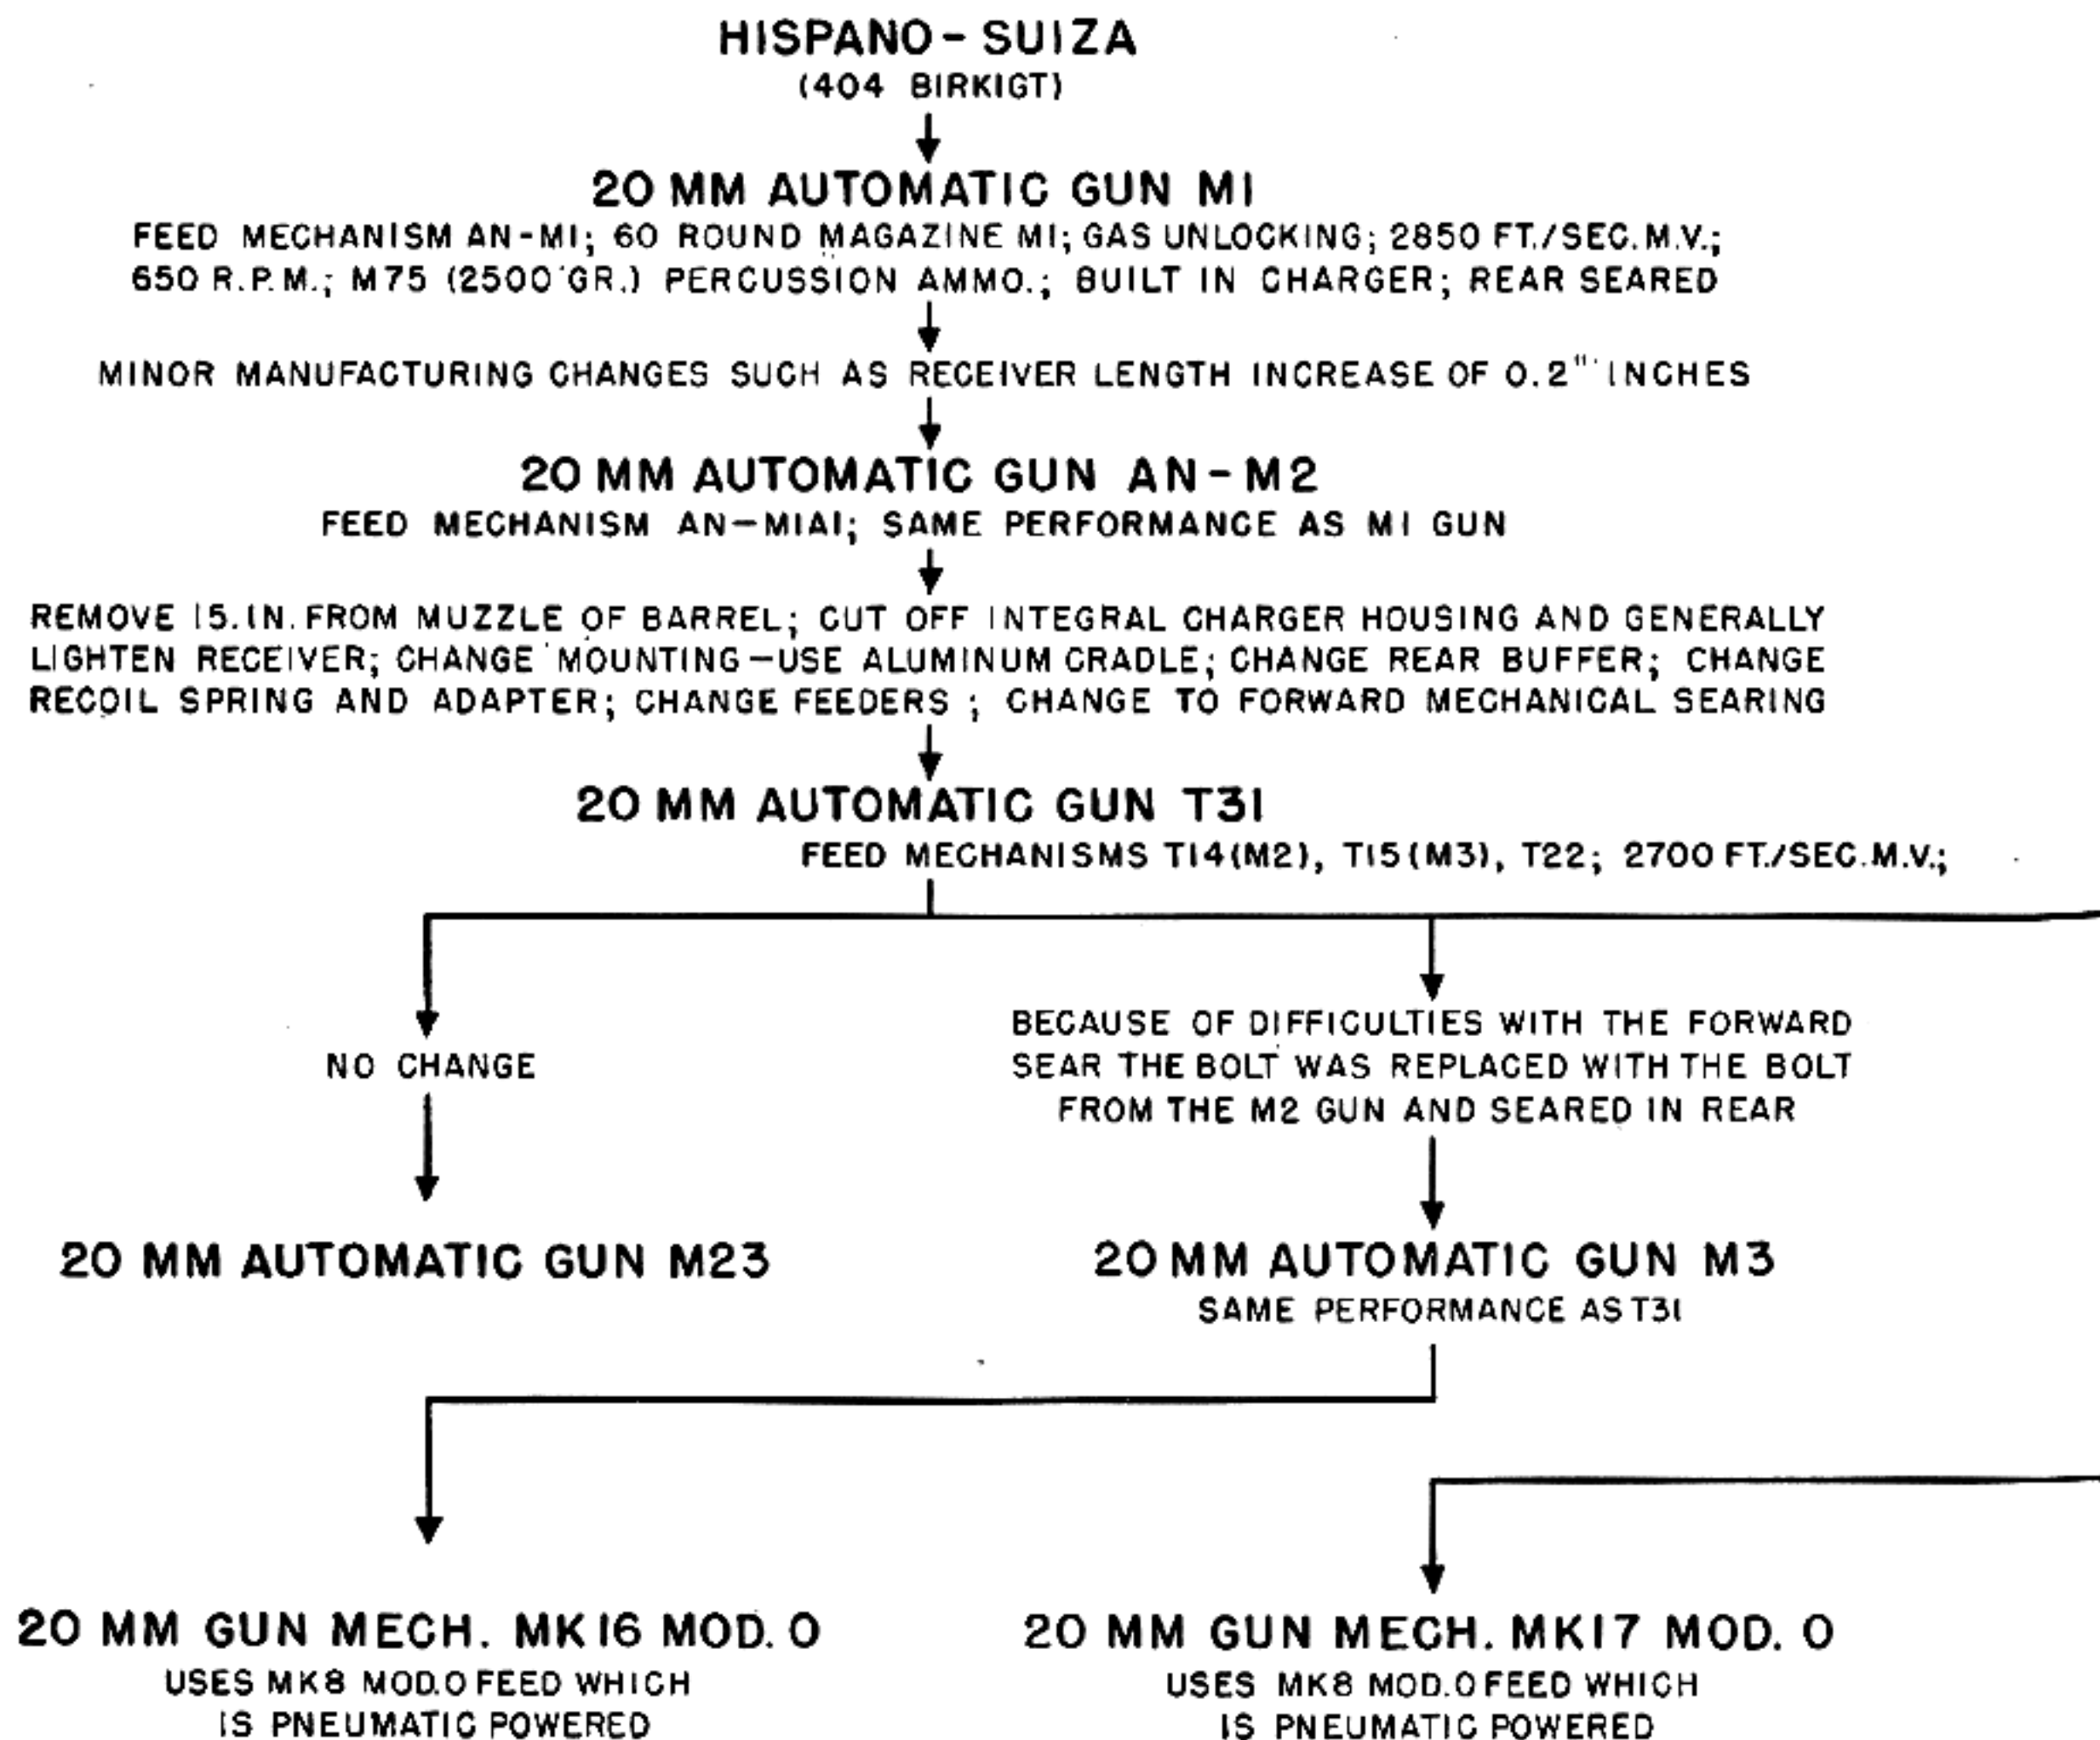 HISPANO - SUIZA
(404 BIRKIGT)
20 MM AUTOMATIC GUN M1
FEED MECHANISM AN-M1; 60 ROUND MAGAZINE M1; GAS UNLOCKING; 2850 FT./SEC. M.V.;
650 R.P.M.; M75 (2500 GR.) PERCUSSION AMMO.; BUILT IN CHARGER; REAR SEARED
MINOR MANUFACTURING CHANGES SUCH AS RECEIVER LENGTH INCREASE OF 0.2" INCHES
20 MM AUTOMATIC GUN AN-M2
FEED MECHANISM AN-M1A1; SAME PERFORMANCE AS M1 GUN
REMOVE 15. IN. FROM MUZZLE OF BARREL; CUT OFF INTEGRAL CHARGER HOUSING AND GENERALLY
LIGHTEN RECEIVER; CHANGE MOUNTING-USE ALUMINUM CRADLE; CHANGE REAR BUFFER; CHANGE
RECOIL SPRING AND ADAPTER; CHANGE FEEDERS ; CHANGE TO FORWARD MECHANICAL SEARING
20 MM AUTOMATIC GUN T31
FEED MECHANISMS T14(M2), T15(M3), T22; 2700 FT./SEC. M.V.;
NO CHANGE
BECAUSE OF DIFFICULTIES WITH THE FORWARD
SEAR THE BOLT WAS REPLACED WITH THE BOLT
FROM THE M2 GUN AND SEARED IN REAR
20 MM AUTOMATIC GUN M23
20 MM AUTOMATIC GUN M3
SAME PERFORMANCE AS T31
20 MM GUN MECH. MK16 MOD. O
USES MK8 MOD.O FEED WHICH
IS PNEUMATIC POWERED
20 MM GUN MECH. MK17 MOD. O
USES MK8 MOD.O FEED WHICH
IS PNEUMATIC POWERED